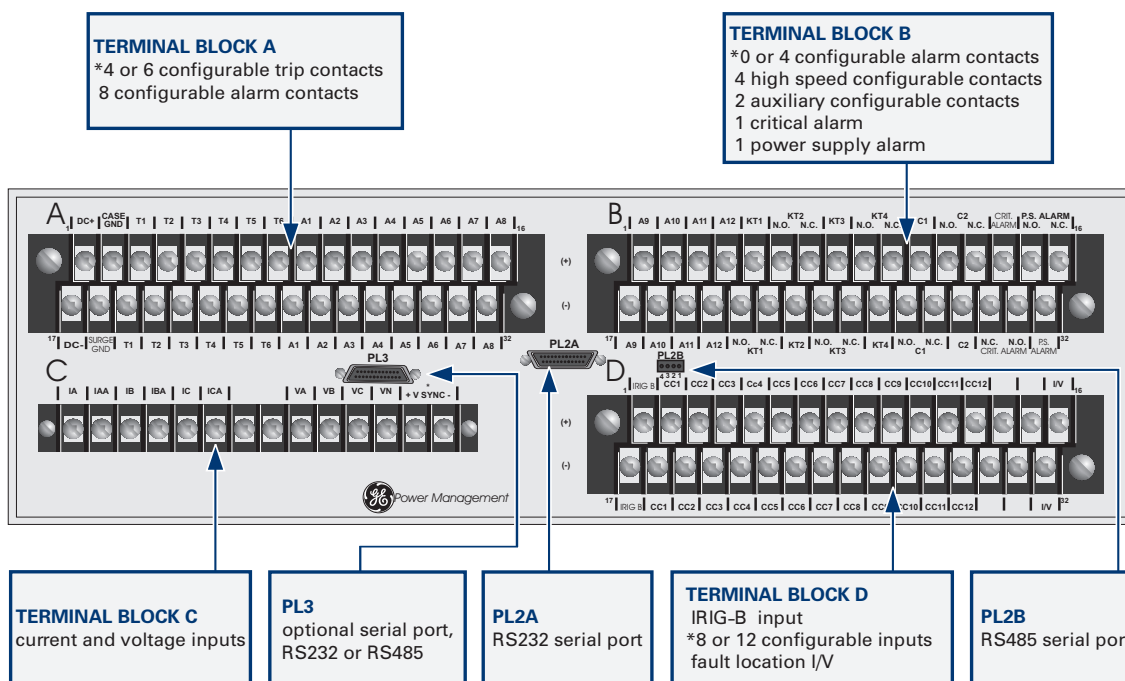 TERMINAL BLOCK A
*4 or 6 configurable trip contacts
8 configurable alarm contacts
TERMINAL BLOCK B
*0 or 4 configurable alarm contacts
4 high speed configurable contacts
2 auxiliary configurable contacts
1 critical alarm
1 power supply alarm
A
1 DC+ CASE GND T1 T2 T3 T4 T5 T6 A1 A2 A3 A4 A5 A6 A7 A8 16
17 DC- SURGE GND T1 T2 T3 T4 T5 T6 A1 A2 A3 A4 A5 A6 A7 A8 32
(+)
(-)
B
KT2 KT4 C2 CRIT. P.S. ALARM
1 A9 A10 A11 A12 KT1 N.O. N.C. KT3 N.O. N.C. C1 N.O. N.C. ALARM N.O. N.C. 16
17 A9 A10 A11 A12 N.O. N.C. KT2 N.O. N.C. KT4 N.O. N.C. C2 N.C. N.O. P.S. 32
KT1 KT3 C1 CRIT. ALARM ALARM
PL3
PL2A
PL2B
4 3 2 1
C
IA IAA IB IBA IC ICA VA VB VC VN + V SYNC -
*
GE Power Management
D
1 IRIG B CC1 CC2 CC3 Cc4 CC5 CC6 CC7 CC8 CC9 CC10 CC11 CC12 I/V 16
(+)
(-)
17 IRIG B CC1 CC2 CC3 CC4 CC5 CC6 CC7 CC8 CC9 CC10 CC11 CC12 I/V 32
TERMINAL BLOCK C
current and voltage inputs
PL3
optional serial port,
RS232 or RS485
PL2A
RS232 serial port
TERMINAL BLOCK D
IRIG-B input
*8 or 12 configurable inputs
fault location I/V
PL2B
RS485 serial port